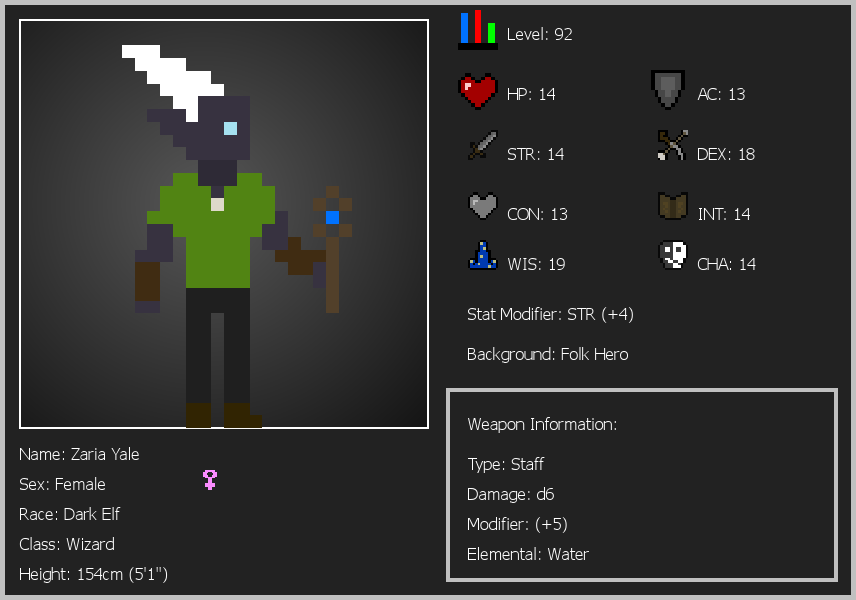 Level: 92
HP: 14
AC: 13
STR: 14
DEX: 18
CON: 13
INT: 14
WIS: 19
CHA: 14
Stat Modifier: STR (+4)
Background: Folk Hero
Weapon Information:
Type: Staff
Damage: d6
Modifier: (+5)
Elemental: Water
Name: Zaria Yale
Sex: Female
Race: Dark Elf
Class: Wizard
Height: 154cm (5'1")